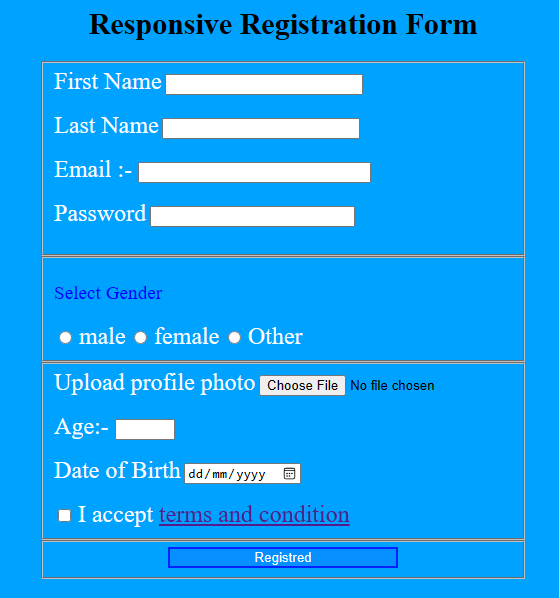 Responsive Registration Form
First Name
Last Name
Email :-
Password
Select Gender
male female Other
Upload profile photo Choose File No file chosen
Age:-
Date of Birth dd/mm/yyyy
I accept terms and condition
Registred